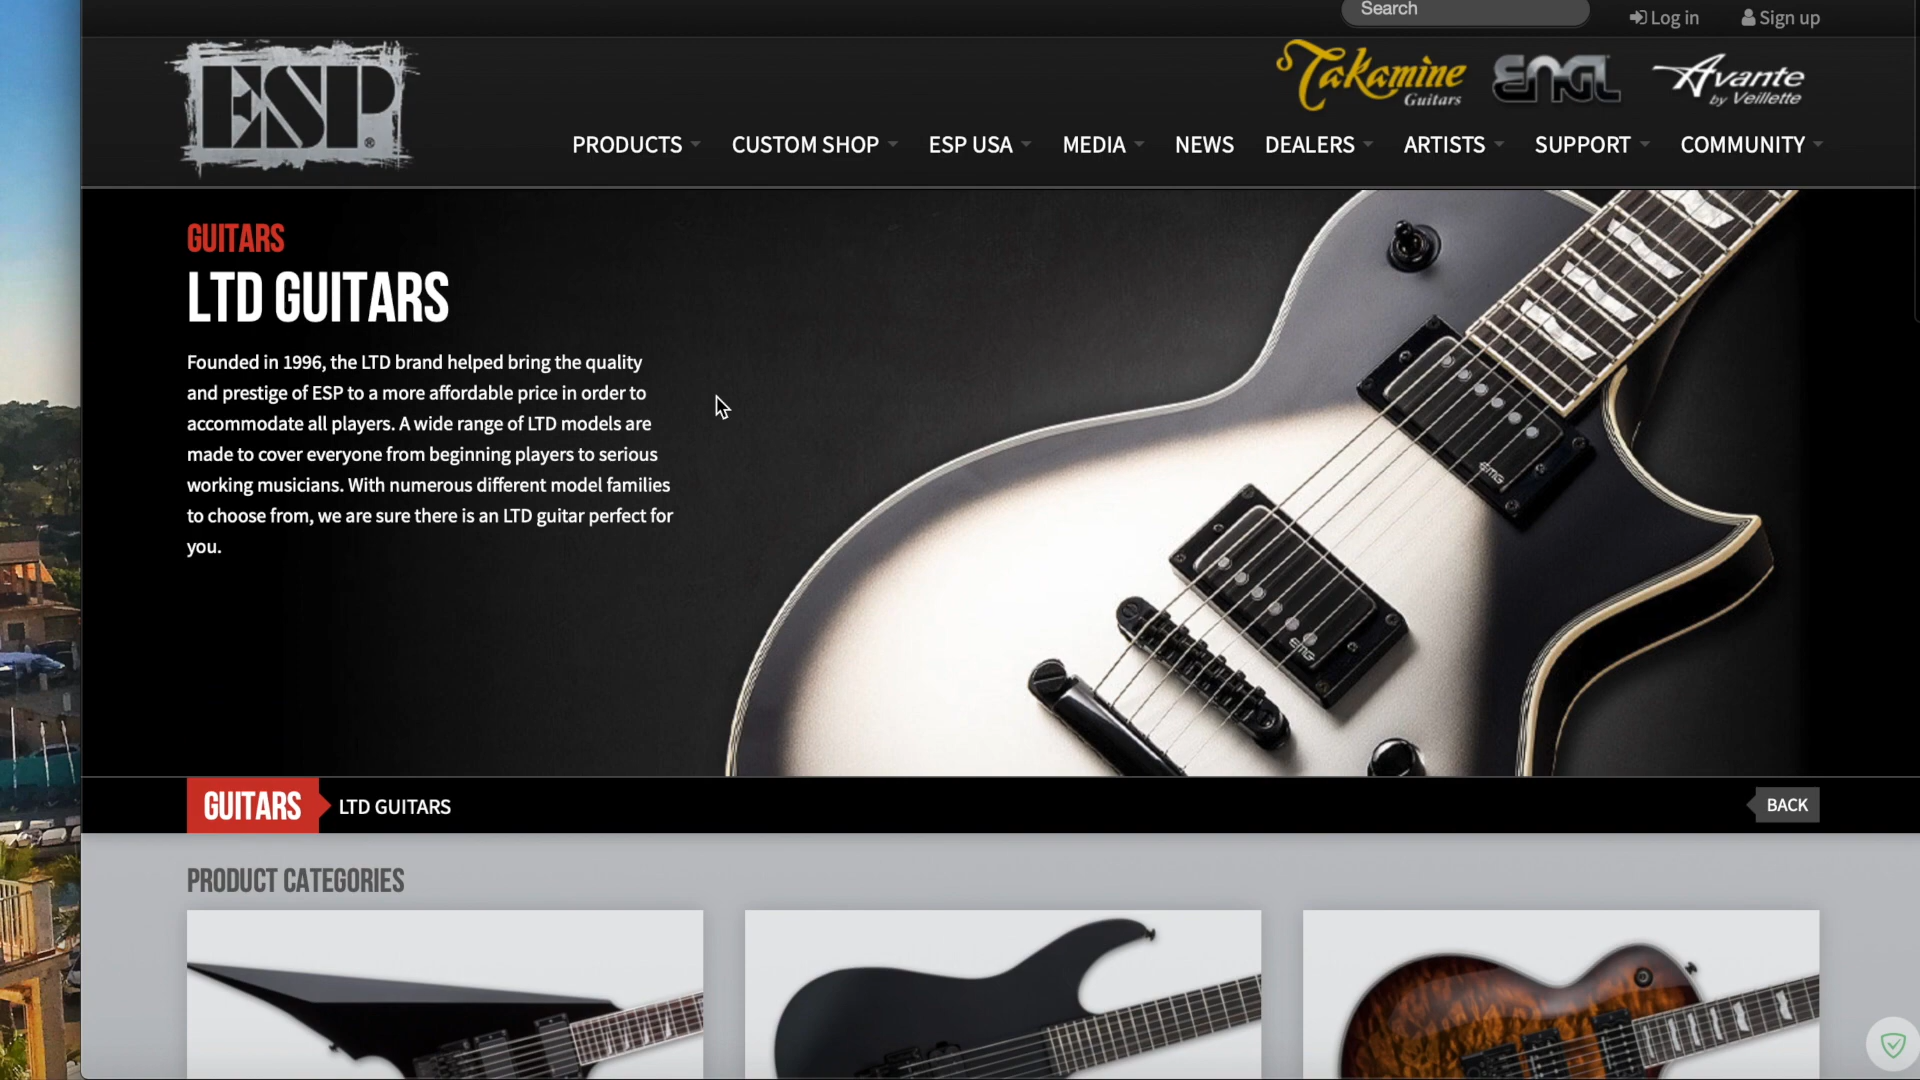 Search
Log in
Sign up
ESP
Takamine
Guitars
ENGL
Avante
by Veillette
PRODUCTS
CUSTOM SHOP
ESP USA
MEDIA
NEWS
DEALERS
ARTISTS
SUPPORT
COMMUNITY
GUITARS
LTD GUITARS
Founded in 1996, the LTD brand helped bring the quality
and prestige of ESP to a more affordable price in order to
accommodate all players. A wide range of LTD models are
made to cover everyone from beginning players to serious
working musicians. With numerous different model families
to choose from, we are sure there is an LTD guitar perfect for
you.
EMG
EMG
GUITARS
LTD GUITARS
BACK
PRODUCT CATEGORIES